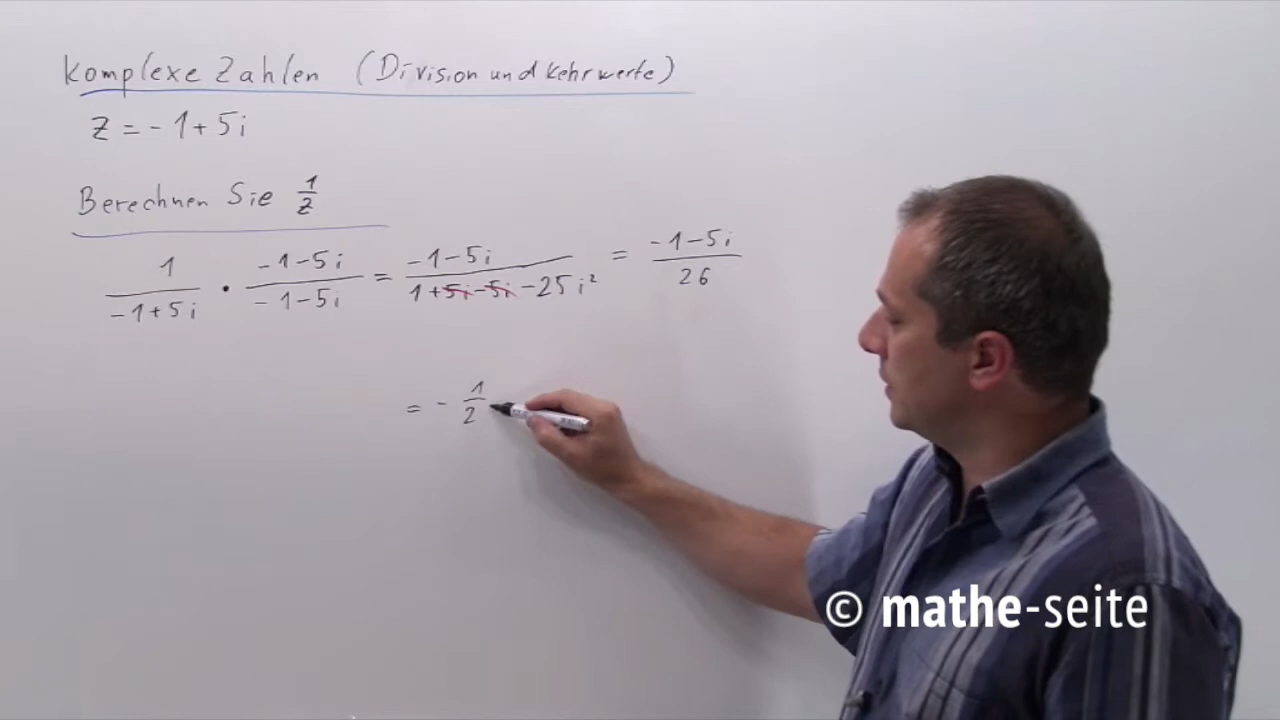 Komplexe Zahlen (Division und Kehrwerte)
z = -1+5i
Berechnen Sie 1/z
1/(-1+5i) · (-1-5i)/(-1-5i) = (-1-5i)/(1+5i-5i-25i²) = (-1-5i)/26
= - 1/2
© mathe-seite